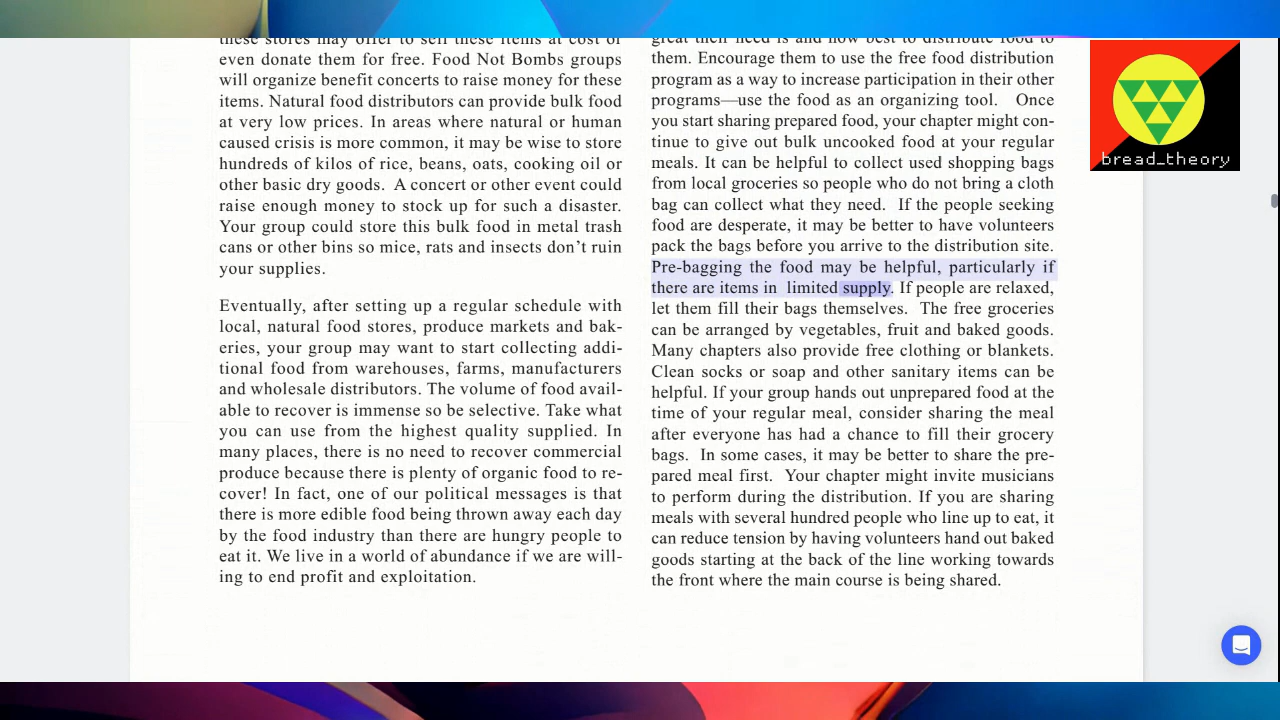 these stores may offer to sell these items at cost or
even donate them for free. Food Not Bombs groups
will organize benefit concerts to raise money for these
items. Natural food distributors can provide bulk food
at very low prices. In areas where natural or human
caused crisis is more common, it may be wise to store
hundreds of kilos of rice, beans, oats, cooking oil or
other basic dry goods.  A concert or other event could
raise enough money to stock up for such a disaster.
Your group could store this bulk food in metal trash
cans or other bins so mice, rats and insects don't ruin
your supplies.
Eventually, after setting up a regular schedule with
local, natural food stores, produce markets and bak-
eries, your group may want to start collecting addi-
tional food from warehouses, farms, manufacturers
and wholesale distributors. The volume of food avail-
able to recover is immense so be selective. Take what
you can use from the highest quality supplied. In
many places, there is no need to recover commercial
produce because there is plenty of organic food to re-
cover! In fact, one of our political messages is that
there is more edible food being thrown away each day
by the food industry than there are hungry people to
eat it. We live in a world of abundance if we are will-
ing to end profit and exploitation.
great their need is and how best to distribute food to
them. Encourage them to use the free food distribution
program as a way to increase participation in their other
programs—use the food as an organizing tool.   Once
you start sharing prepared food, your chapter might con-
tinue to give out bulk uncooked food at your regular
meals. It can be helpful to collect used shopping bags
from local groceries so people who do not bring a cloth
bag can collect what they need.  If the people seeking
food are desperate, it may be better to have volunteers
pack the bags before you arrive to the distribution site.
Pre-bagging the food may be helpful, particularly if
there are items in  limited supply. If people are relaxed,
let them fill their bags themselves.  The free groceries
can be arranged by vegetables, fruit and baked goods.
Many chapters also provide free clothing or blankets.
Clean socks or soap and other sanitary items can be
helpful. If your group hands out unprepared food at the
time of your regular meal, consider sharing the meal
after everyone has had a chance to fill their grocery
bags.  In some cases, it may be better to share the pre-
pared meal first.  Your chapter might invite musicians
to perform during the distribution. If you are sharing
meals with several hundred people who line up to eat, it
can reduce tension by having volunteers hand out baked
goods starting at the back of the line working towards
the front where the main course is being shared.
bread_theory